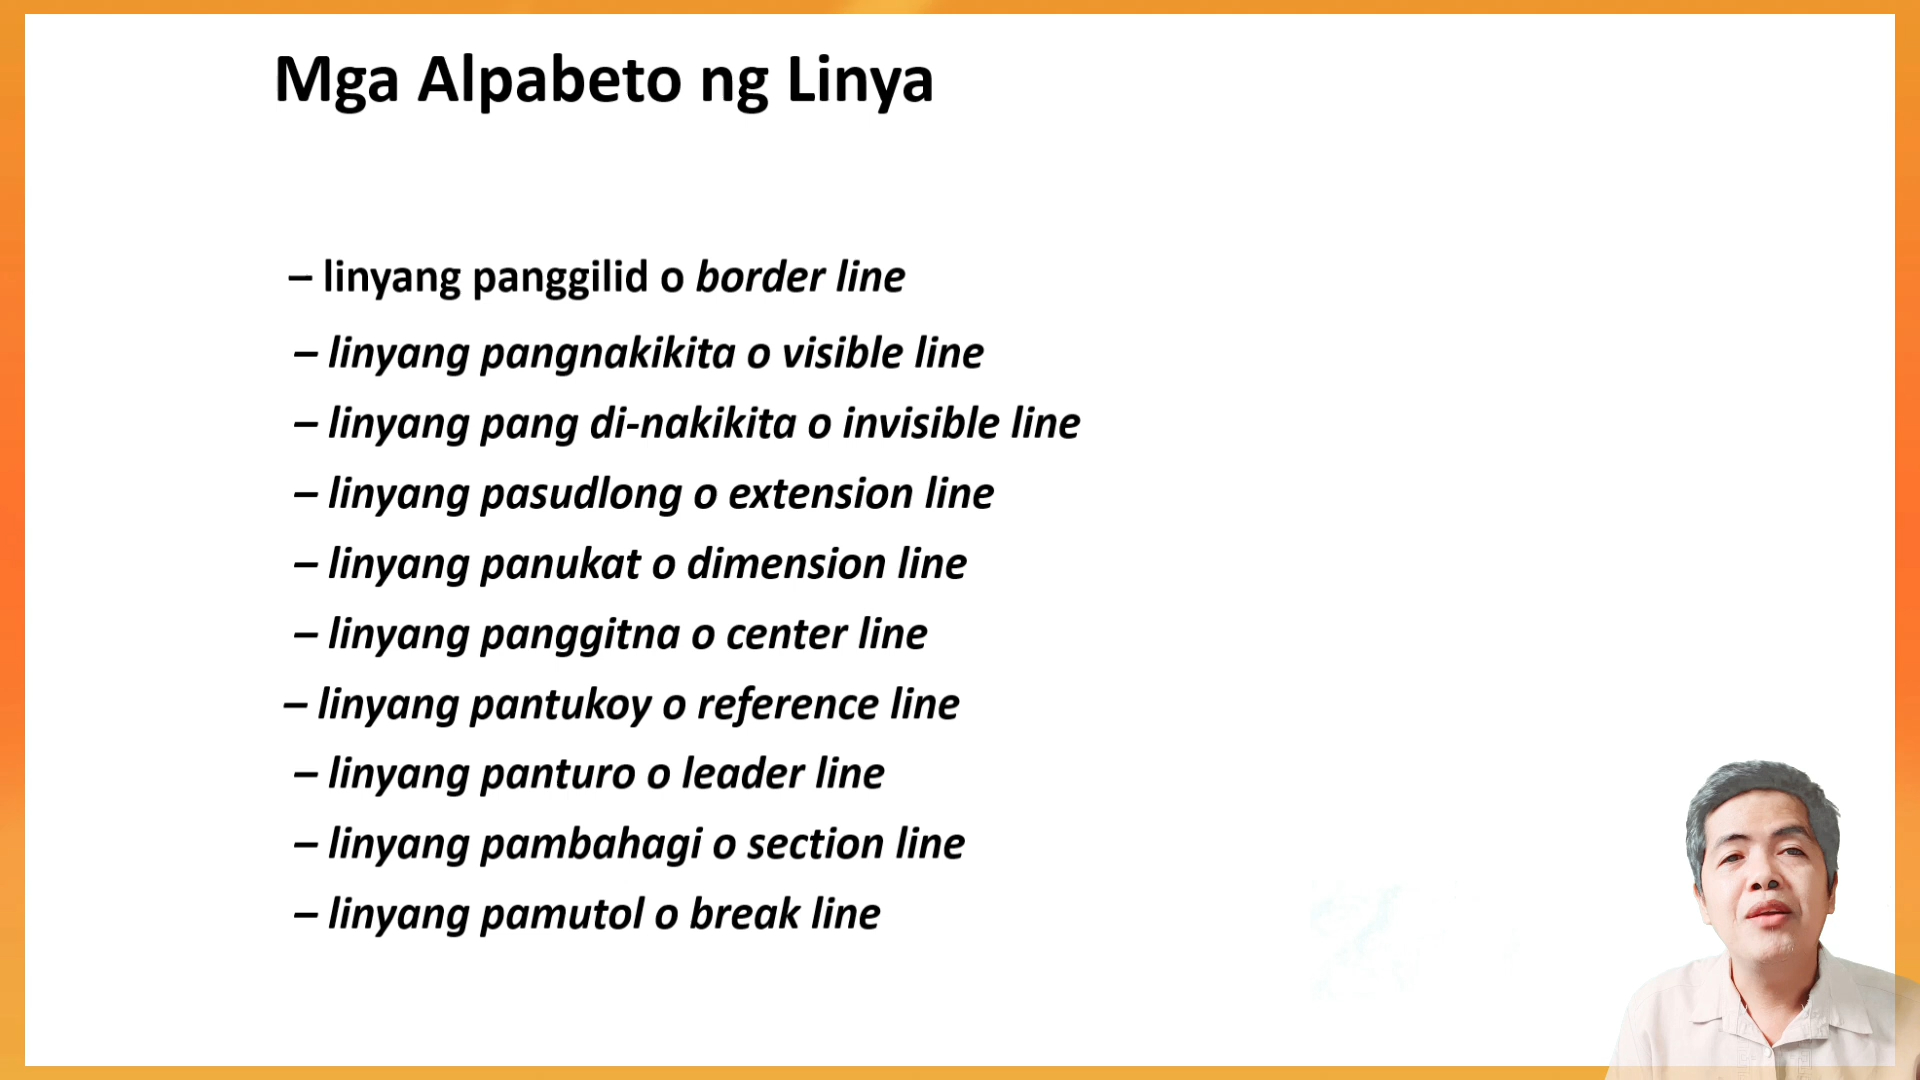 Mga Alpabeto ng Linya
– linyang panggilid o border line
– linyang pangnakikita o visible line
– linyang pang di-nakikita o invisible line
– linyang pasudlong o extension line
– linyang panukat o dimension line
– linyang panggitna o center line
– linyang pantukoy o reference line
– linyang panturo o leader line
– linyang pambahagi o section line
– linyang pamutol o break line